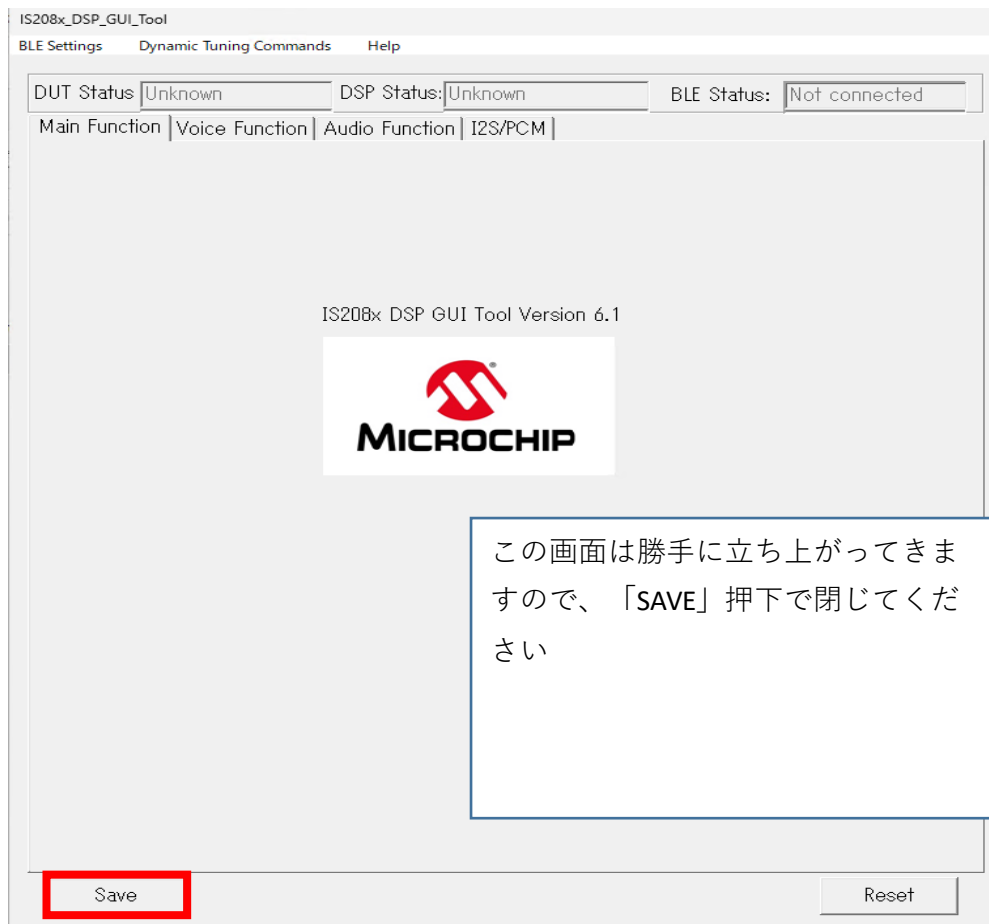 IS208x_DSP_GUI_Tool
BLE Settings Dynamic Tuning Commands Help
DUT Status Unknown DSP Status: Unknown BLE Status: Not connected
Main Function Voice Function Audio Function I2S/PCM
IS208x DSP GUI Tool Version 6.1
MICROCHIP
この画面は勝手に立ち上がってきま
すので、「SAVE」押下で閉じてくだ
さい
Save Reset